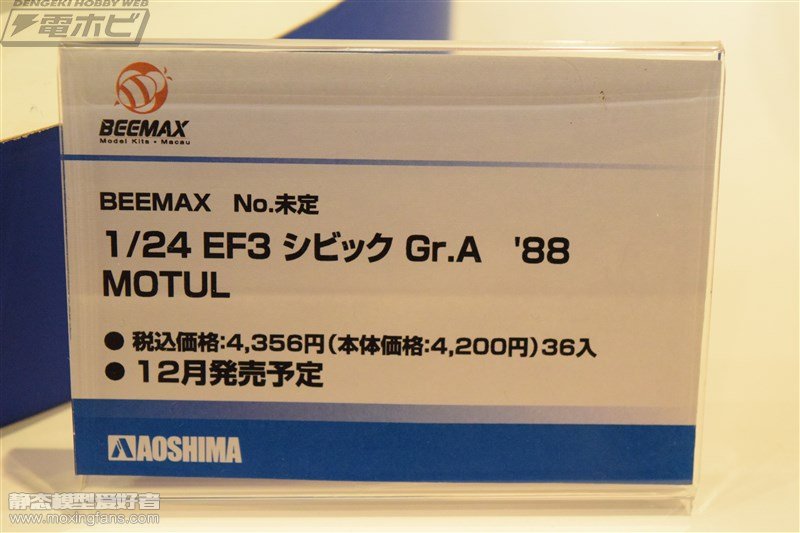 DENGEKI HOBBY WEB
電ホビ
BEEMAX
Model Kits・Macau
BEEMAX　No.未定
1/24 EF3 シビック Gr.A　'88
MOTUL
● 税込価格:4,356円(本体価格:4,200円)36入
● 12月発売予定
AOSHIMA
静态模型爱好者
www.moxingfans.com